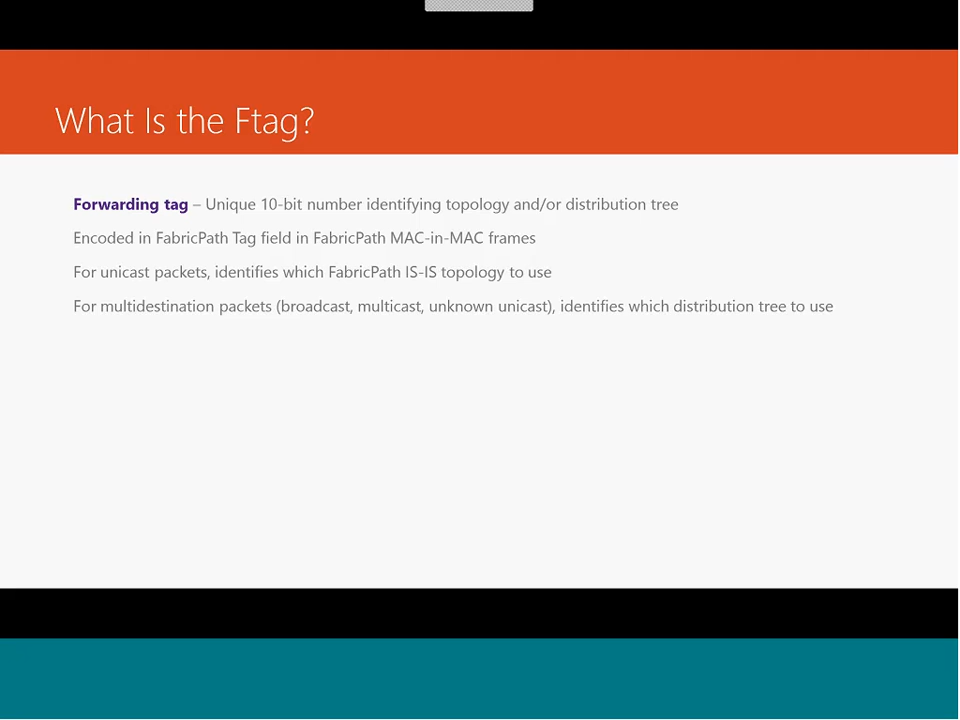 What Is the Ftag?
Forwarding tag – Unique 10-bit number identifying topology and/or distribution tree
Encoded in FabricPath Tag field in FabricPath MAC-in-MAC frames
For unicast packets, identifies which FabricPath IS-IS topology to use
For multidestination packets (broadcast, multicast, unknown unicast), identifies which distribution tree to use